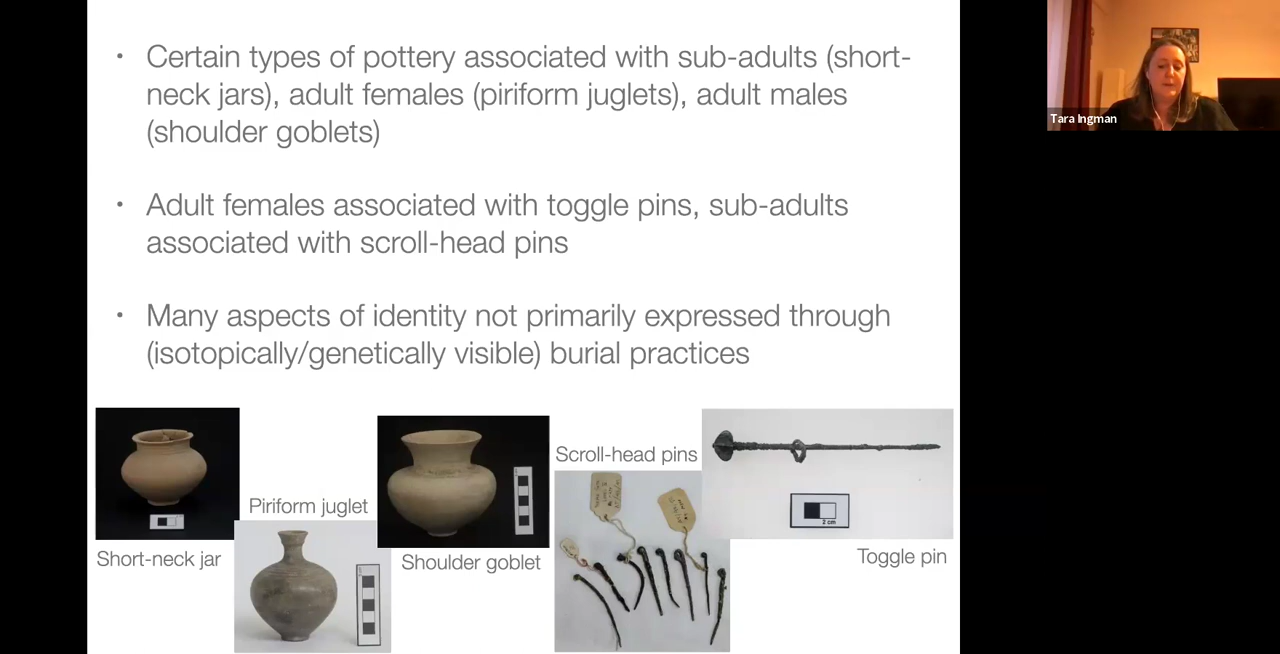 • Certain types of pottery associated with sub-adults (short-
neck jars), adult females (piriform juglets), adult males
(shoulder goblets)
• Adult females associated with toggle pins, sub-adults
associated with scroll-head pins
• Many aspects of identity not primarily expressed through
(isotopically/genetically visible) burial practices
Tara Ingman
Short-neck jar
Piriform juglet
Shoulder goblet
Scroll-head pins
Toggle pin
2 cm